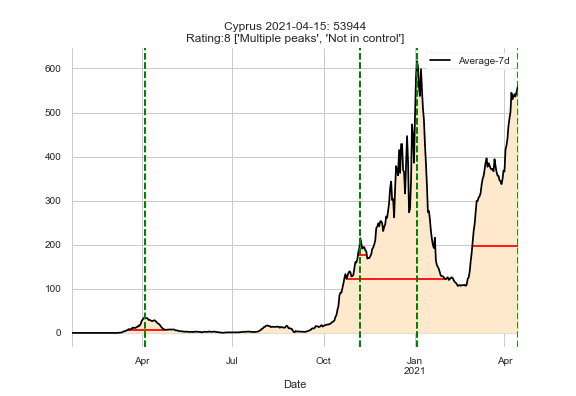 Cyprus 2021-04-15: 53944
Rating:8 ['Multiple peaks', 'Not in control']
Average-7d
600
500
400
300
200
100
0
Apr
Jul
Oct
Jan
2021
Apr
Date